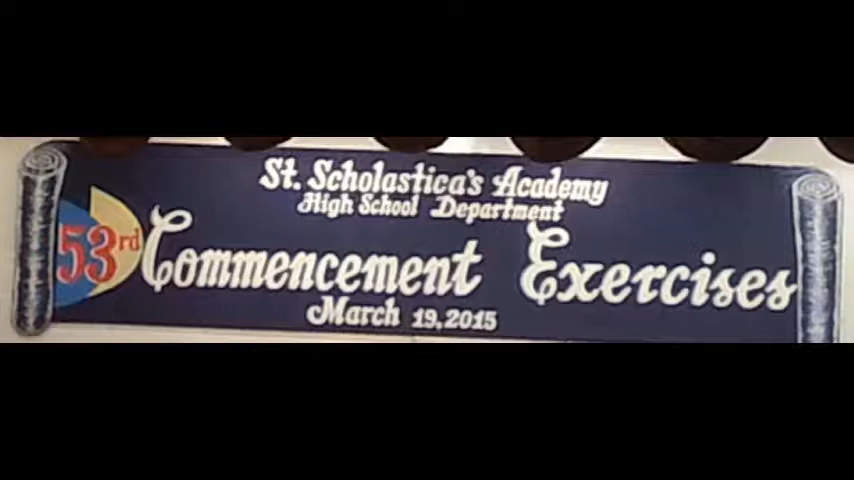 St. Scholastica's Academy
High School Department
53rd Commencement Exercises
March 19, 2015